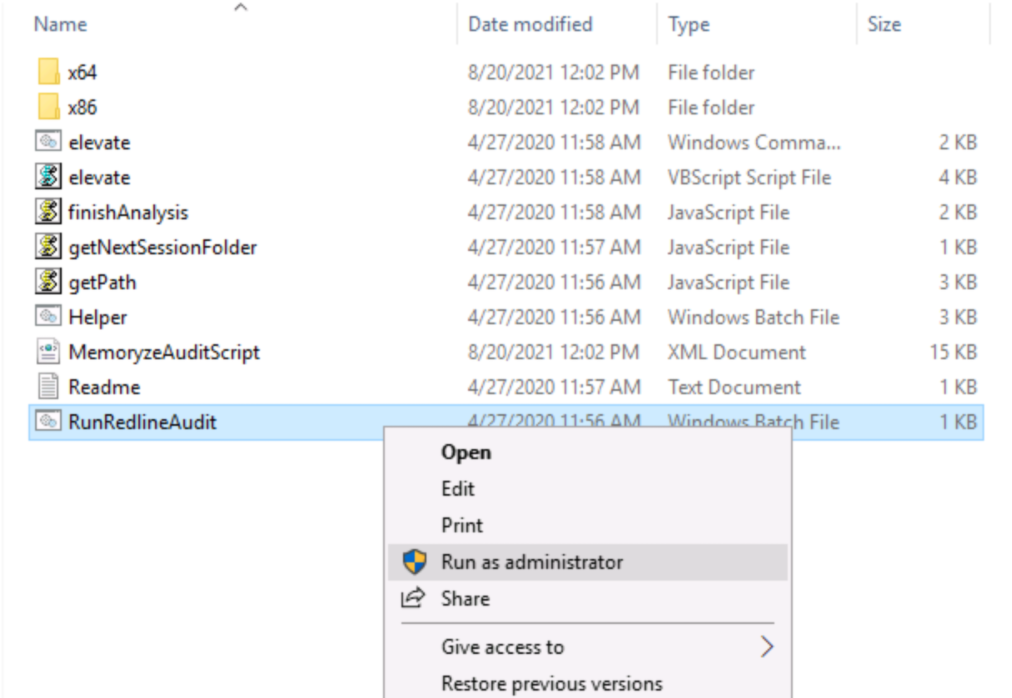 Name Date modified Type Size
x64 8/20/2021 12:02 PM File folder
x86 8/20/2021 12:02 PM File folder
elevate 4/27/2020 11:58 AM Windows Comma... 2 KB
elevate 4/27/2020 11:58 AM VBScript Script File 4 KB
finishAnalysis 4/27/2020 11:58 AM JavaScript File 2 KB
getNextSessionFolder 4/27/2020 11:57 AM JavaScript File 1 KB
getPath 4/27/2020 11:56 AM JavaScript File 3 KB
Helper 4/27/2020 11:56 AM Windows Batch File 3 KB
MemoryzeAuditScript 8/20/2021 12:02 PM XML Document 15 KB
Readme 4/27/2020 11:57 AM Text Document 1 KB
RunRedlineAudit 4/27/2020 11:56 AM Windows Batch File 1 KB
Open
Edit
Print
Run as administrator
Share
Give access to
Restore previous versions